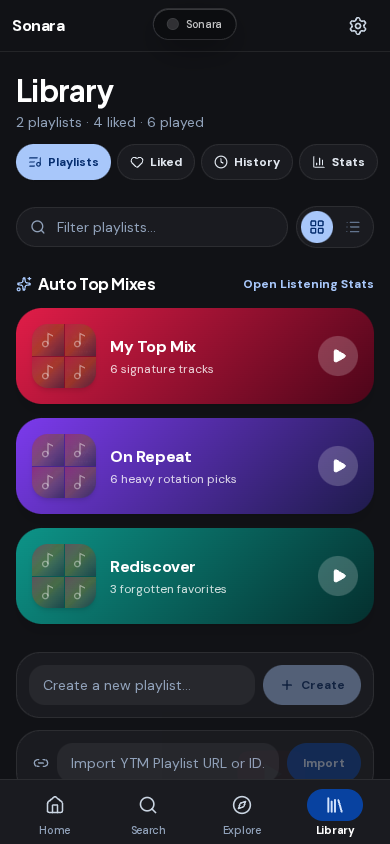 Sonara
Sonara
Library
2 playlists · 4 liked · 6 played
Playlists
Liked
History
Stats
Filter playlists...
Auto Top Mixes
Open Listening Stats
My Top Mix
6 signature tracks
On Repeat
6 heavy rotation picks
Rediscover
3 forgotten favorites
Create a new playlist...
Create
Import YTM Playlist URL or ID.
Import
Home
Search
Explore
Library